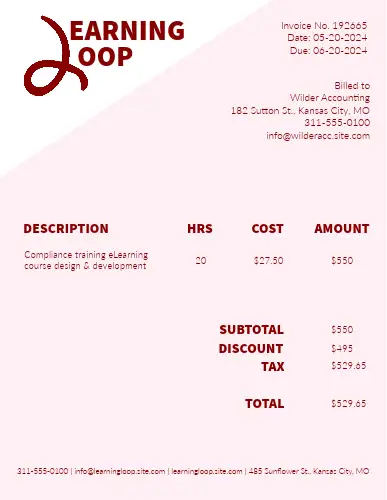 LEARNING
LOOP
Invoice No. 192665
Date: 05-20-2024
Due: 06-20-2024
Billed to
Wilder Accounting
182 Sutton St., Kansas City, MO
311-555-0100
info@wilderacc.site.com
DESCRIPTION HRS COST AMOUNT
Compliance training eLearning
course design & development 20 $27.50 $550
SUBTOTAL $550
DISCOUNT $495
TAX $529.65
TOTAL $529.65
311-555-0100 | info@learningloop.site.com | learningloop.site.com | 485 Sunflower St., Kansas City, MO